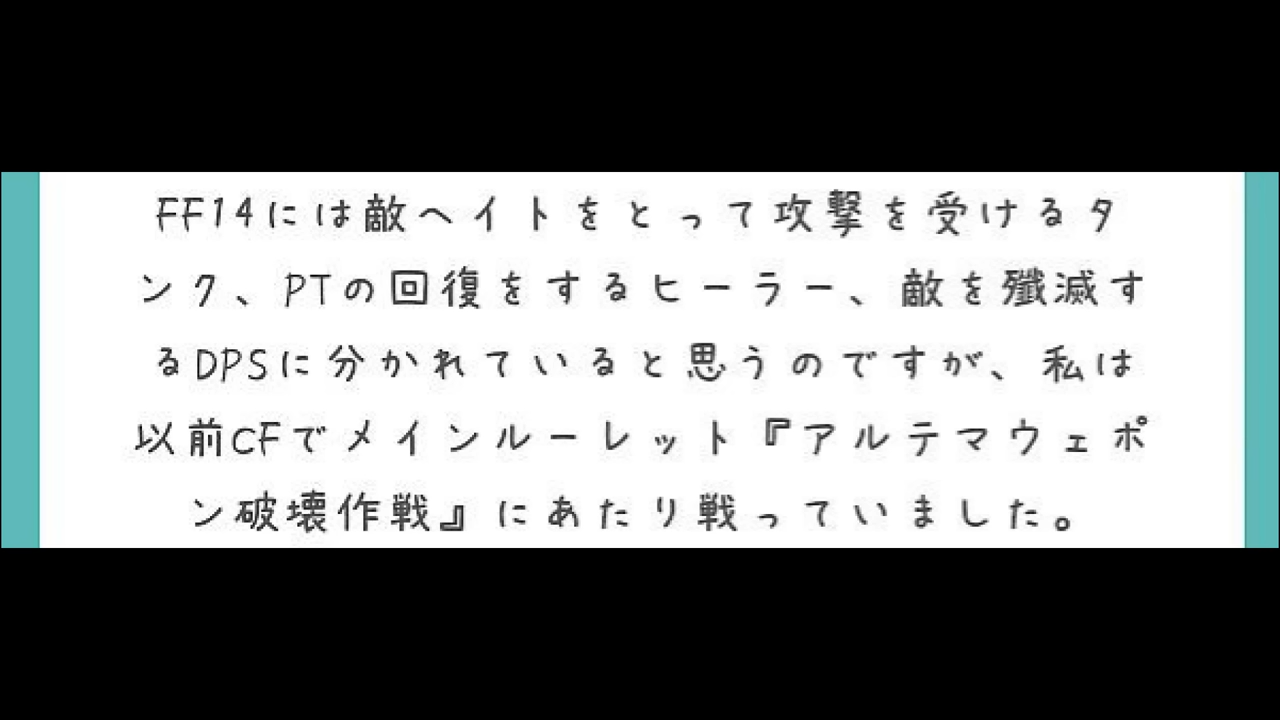 FF14には敵ヘイトをとって攻撃を受けるタ
ンク、PTの回復をするヒーラー、敵を殲滅す
るDPSに分かれていると思うのですが、私は
以前CFでメインルーレット『アルテマウェポ
ン破壊作戦』にあたり戦っていました。